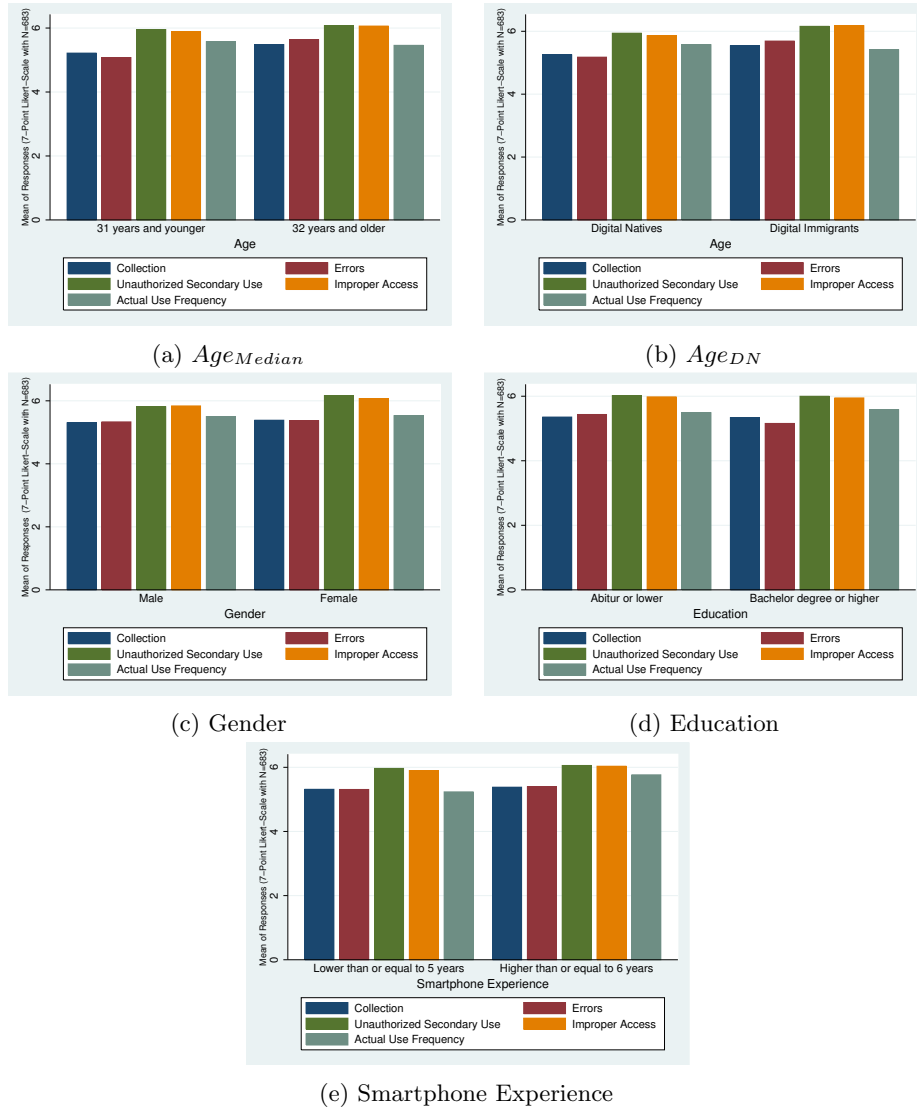 Mean of Responses (7−Point Likert−Scale with N=683)
6
4
2
0
31 years and younger 32 years and older
Age
Collection Errors
Unauthorized Secondary Use Improper Access
Actual Use Frequency
(a) Age_Median
Mean of Responses (7−Point Likert−Scale with N=683)
6
4
2
0
Digital Natives Digital Immigrants
Age
Collection Errors
Unauthorized Secondary Use Improper Access
Actual Use Frequency
(b) Age_DN
Mean of Responses (7−Point Likert−Scale with N=683)
6
4
2
0
Male Female
Gender
Collection Errors
Unauthorized Secondary Use Improper Access
Actual Use Frequency
(c) Gender
Mean of Responses (7−Point Likert−Scale with N=683)
6
4
2
0
Abitur or lower Bachelor degree or higher
Education
Collection Errors
Unauthorized Secondary Use Improper Access
Actual Use Frequency
(d) Education
Mean of Responses (7−Point Likert−Scale with N=683)
6
4
2
0
Lower than or equal to 5 years Higher than or equal to 6 years
Smartphone Experience
Collection Errors
Unauthorized Secondary Use Improper Access
Actual Use Frequency
(e) Smartphone Experience